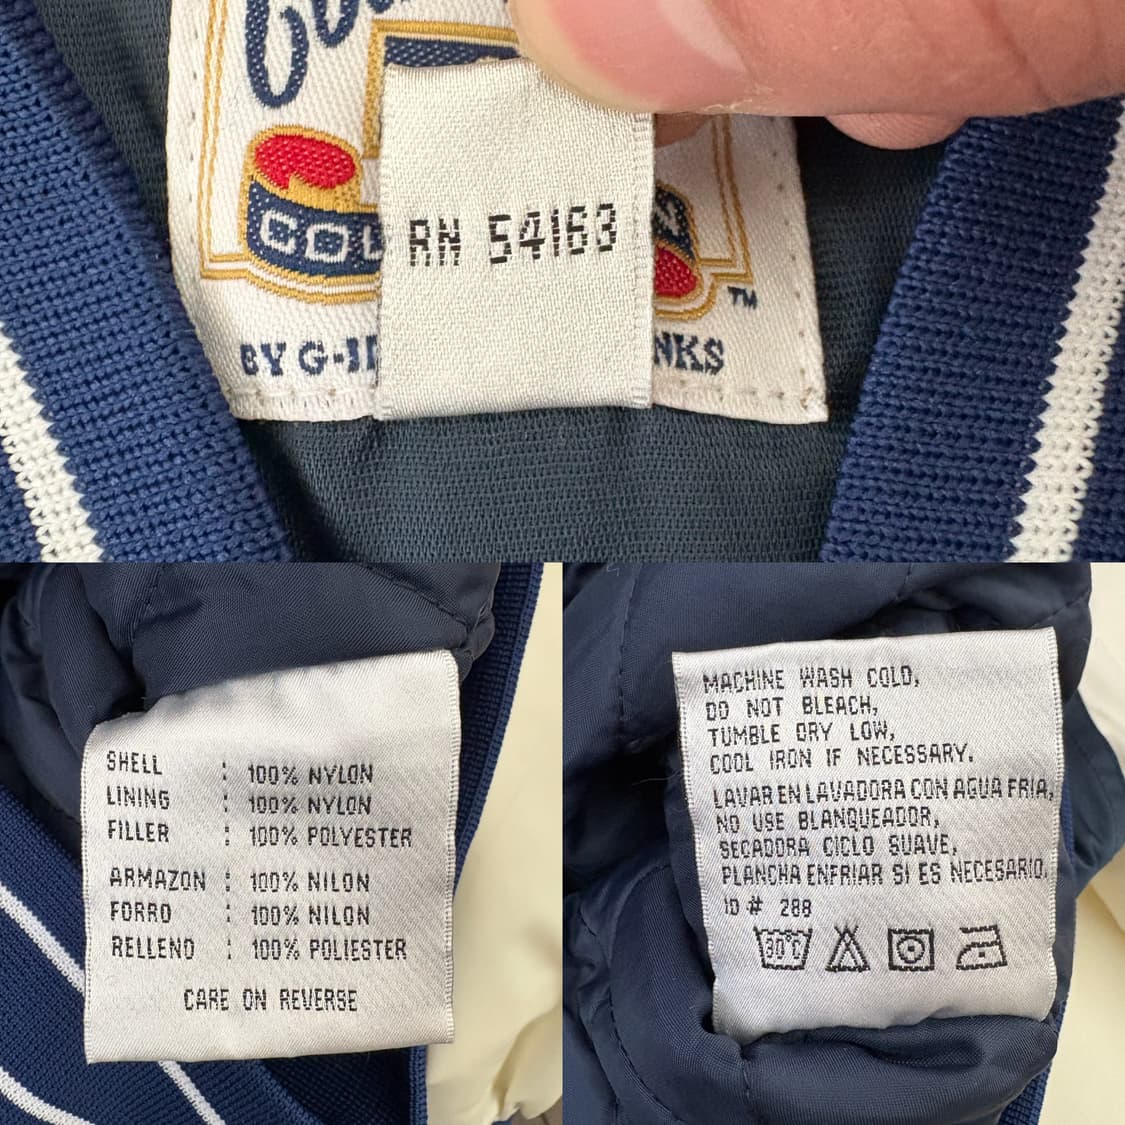 RN 54163
COL
N
TM
BY G-II
NKS
SHELL : 100% NYLON
LINING : 100% NYLON
FILLER : 100% POLYESTER
ARMAZON : 100% NILON
FORRO : 100% NILON
RELLENO : 100% POLIESTER
CARE ON REVERSE
MACHINE WASH COLD,
DO NOT BLEACH,
TUMBLE DRY LOW,
COOL IRON IF NECESSARY.
LAVAR EN LAVADORA CON AGUA FRIA,
NO USE BLANQUEADOR,
SECADORA CICLO SUAVE,
PLANCHA ENFRIAR SI ES NECESARIO.
ID # 288
30°C